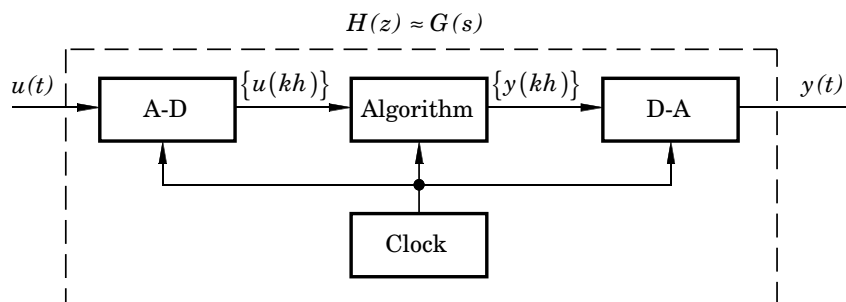 H(z) ≈ G(s)
u(t)
A-D
{u(kh)}
Algorithm
{y(kh)}
D-A
y(t)
Clock